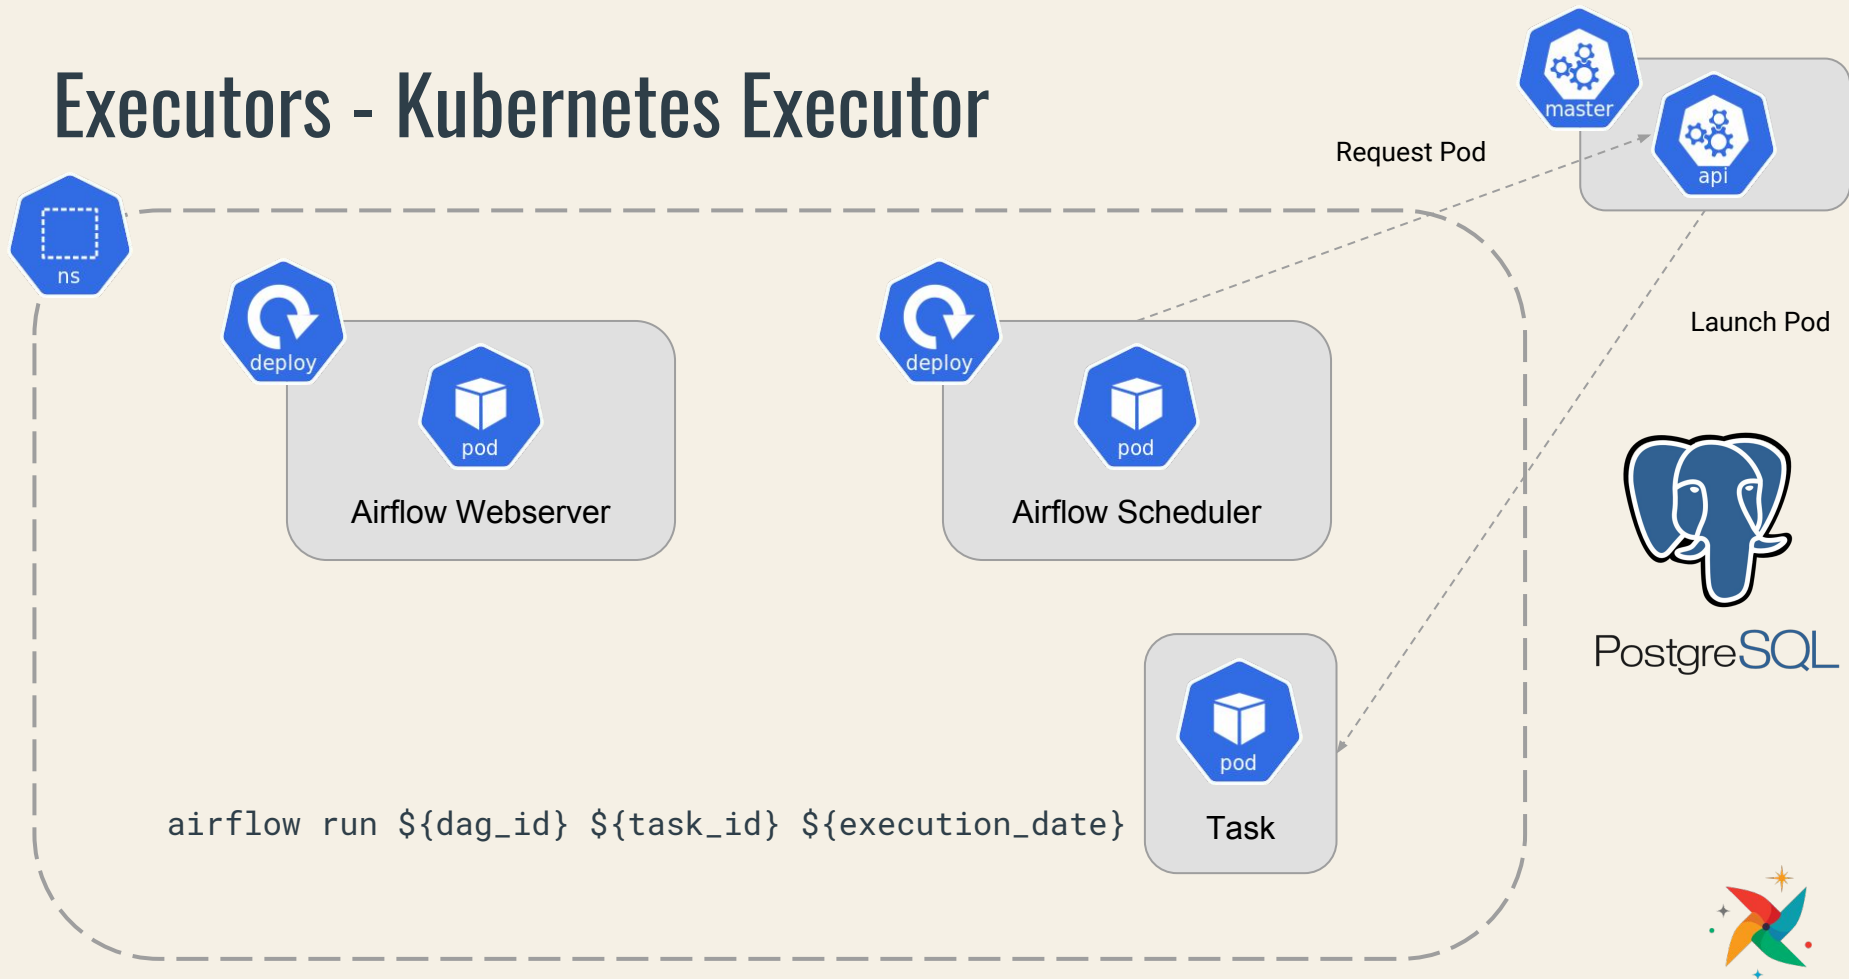 Executors - Kubernetes Executor
master
api
Request Pod
ns
deploy
deploy
Launch Pod
pod
pod
Airflow Webserver
Airflow Scheduler
PostgreSQL
pod
airflow run ${dag_id} ${task_id} ${execution_date}
Task